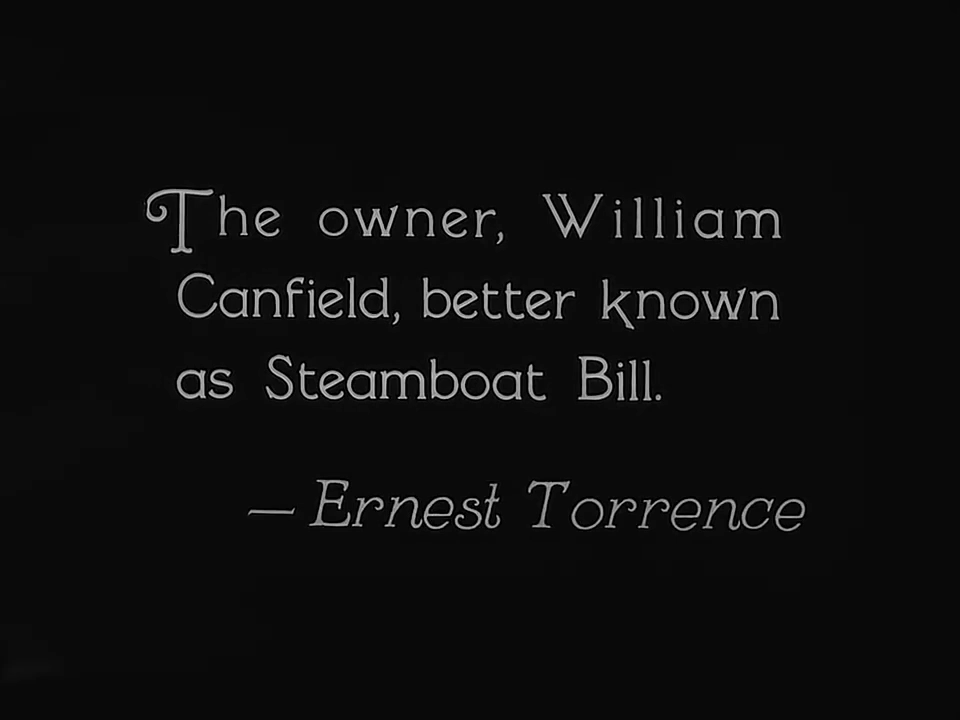 The owner, William
Canfield, better known
as Steamboat Bill.
— Ernest Torrence